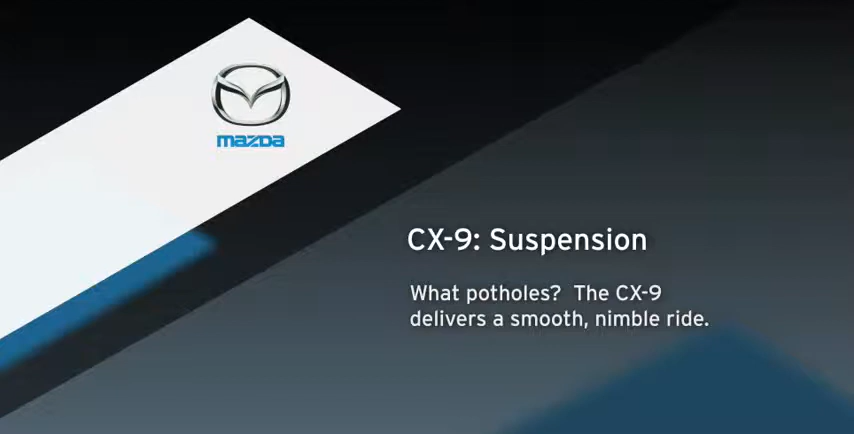 mazda
CX-9: Suspension
What potholes? The CX-9
delivers a smooth, nimble ride.